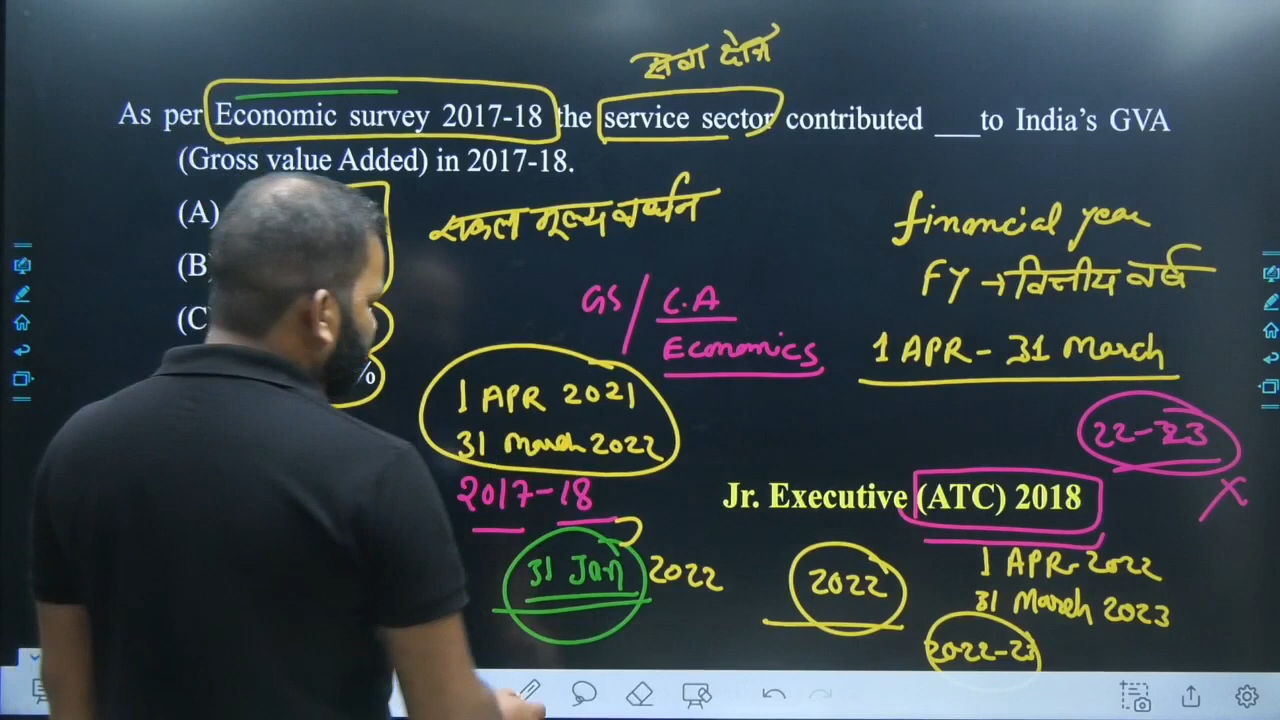 सेवा क्षेत्र
As per Economic survey 2017-18 the service sector contributed ___to India's GVA
(Gross value Added) in 2017-18.
(A)
(B)
(C
%
सकल मूल्य वर्धन
financial year
FY → वित्तीय वर्ष
GS / C.A
Economics
1 APR - 31 March
1 APR 2021
31 March 2022
22-23
2017-18
Jr. Executive (ATC) 2018
X
31 Jan 2022
2022
1 APR-2022
31 March 2023
2022-23